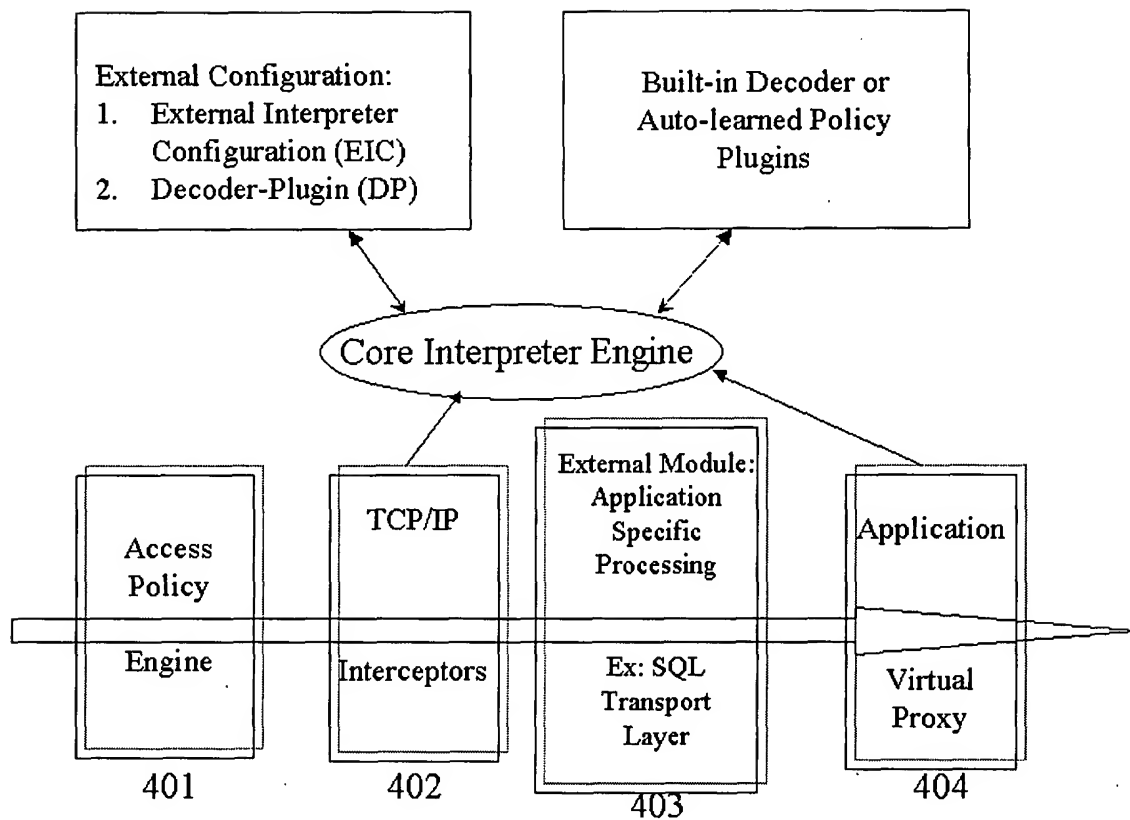 External Configuration:
1. External Interpreter
Configuration (EIC)
2. Decoder-Plugin (DP)
Built-in Decoder or
Auto-learned Policy
Plugins
Core Interpreter Engine
Access
Policy
Engine
401
TCP/IP
Interceptors
402
External Module:
Application
Specific
Processing
Ex: SQL
Transport
Layer
403
Application
Virtual
Proxy
404